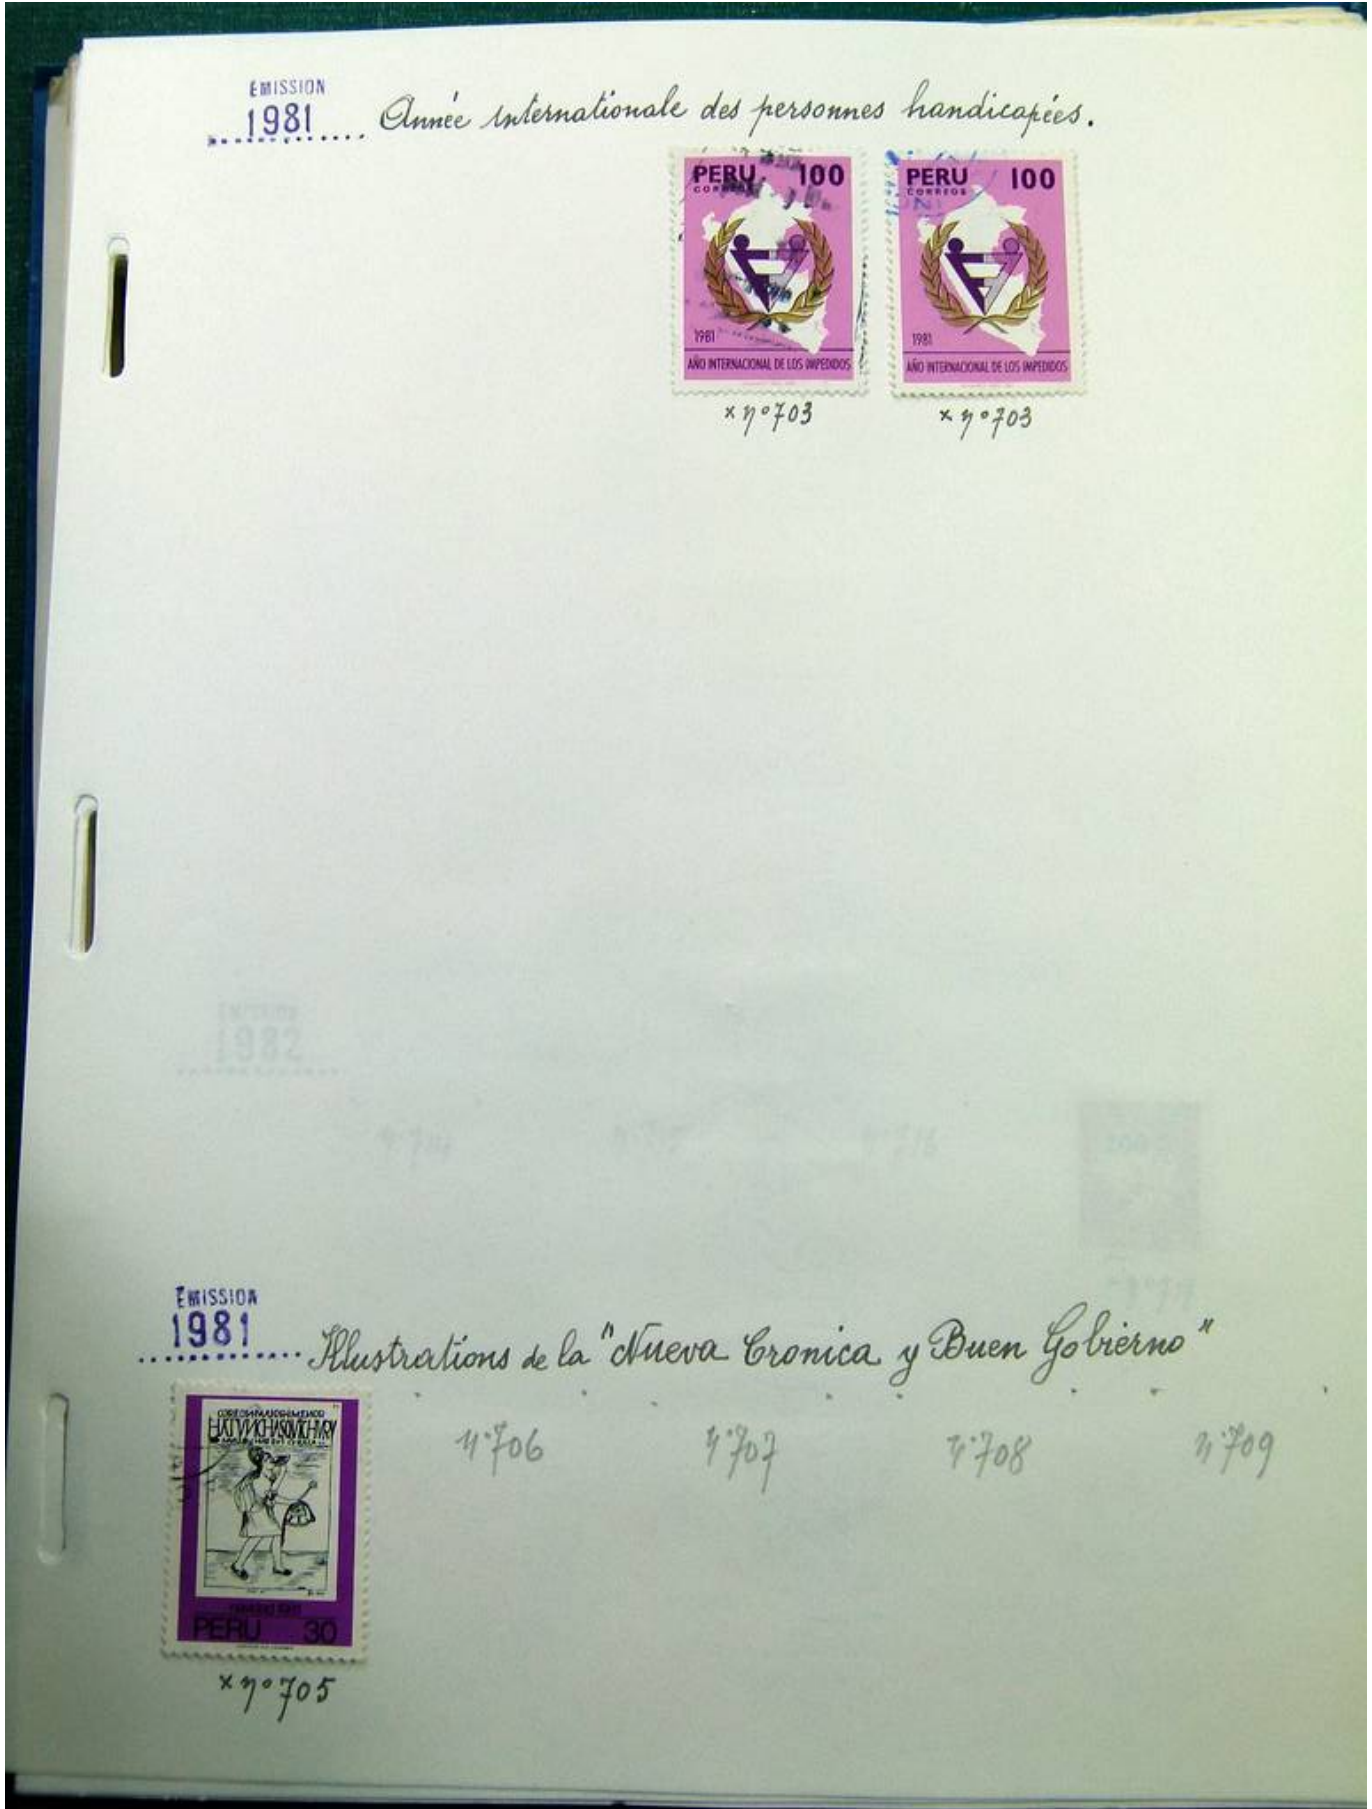 EMISSION
1981 Année internationale des personnes handicapées.
PERU 100
CORREOS
1981
AÑO INTERNACIONAL DE LOS IMPEDIDOS
PERU 100
CORREOS
1981
AÑO INTERNACIONAL DE LOS IMPEDIDOS
x n° 703
x n° 703
EMISSION
1982
EMISSION
1981 Illustrations de la "Nueva Cronica y Buen Gobierno"
n° 706
n° 707
n° 708
n° 709
PERU 30
x n° 705